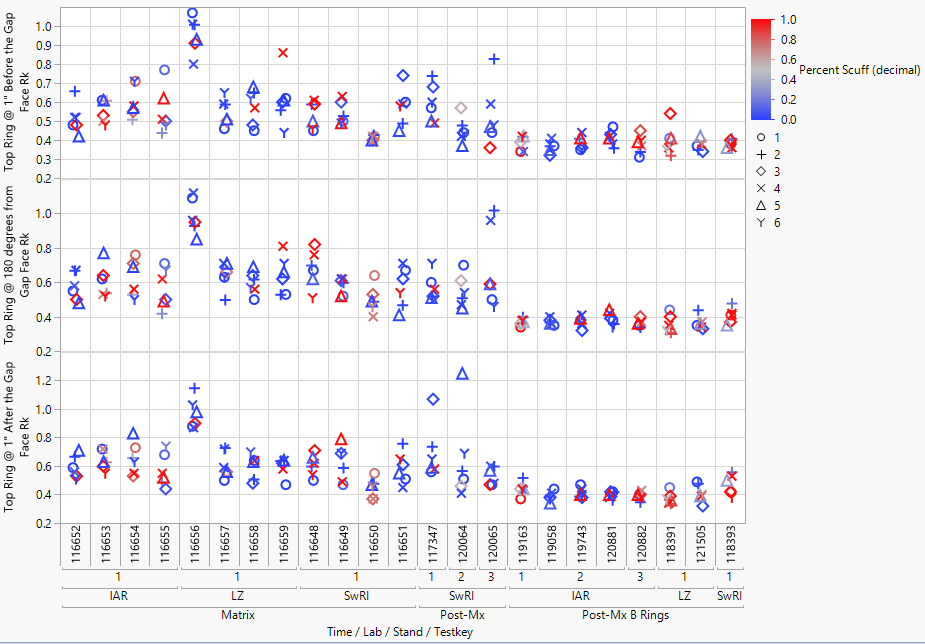 Top Ring @ 1" Before the Gap
Face Rk
1.0
0.9
0.8
0.7
0.6
0.5
0.4
0.3
0.2
Top Ring @ 180 degrees from
Gap Face Rk
1.0
0.8
0.6
0.4
0.2
Top Ring @ 1" After the Gap
Face Rk
1.2
1.0
0.8
0.6
0.4
0.2
116652 116653 116654 116655 116656 116657 116658 116659 116648 116649 116650 116651 117347 120064 120065 119163 119058 119743 120881 120882 118391 121505 118393
1 1 1 1 2 3 1 2 3 1 1
IAR LZ SwRI SwRI IAR LZ SwRI
Matrix Post-Mx Post-Mx B Rings
Time / Lab / Stand / Testkey
1.0
0.8
0.6
0.4
0.2
0.0
Percent Scuff (decimal)
1
2
3
4
5
6